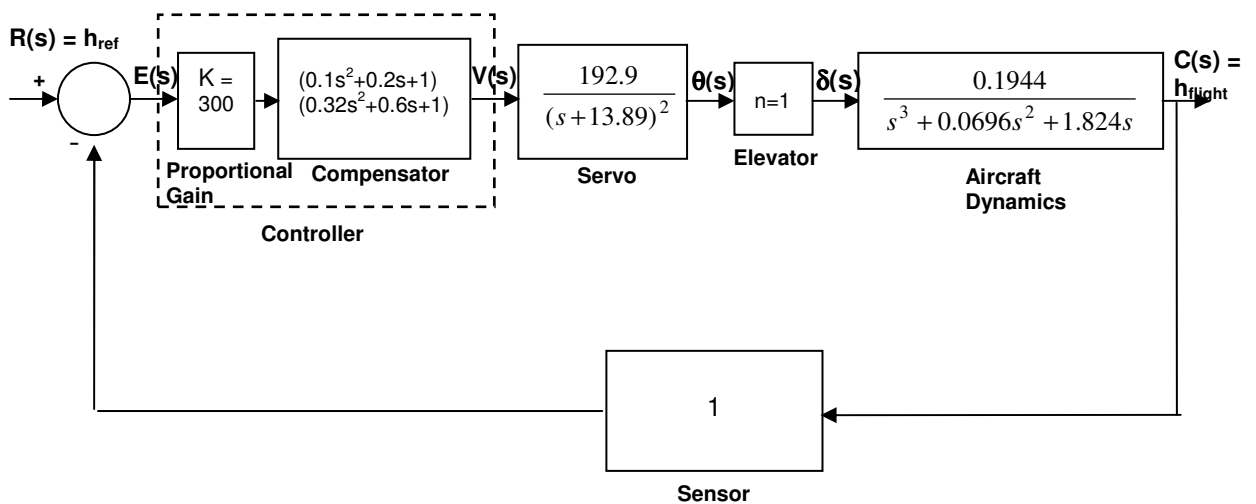 R(s) = h_ref
+
-
E(s)
K =
300
(0.1s²+0.2s+1)
(0.32s²+0.6s+1)
V(s)
192.9
(s+13.89)²
θ(s)
n=1
δ(s)
0.1944
s³ + 0.0696s² + 1.824s
C(s) =
h_flight
Proportional
Gain
Compensator
Controller
Servo
Elevator
Aircraft
Dynamics
1
Sensor